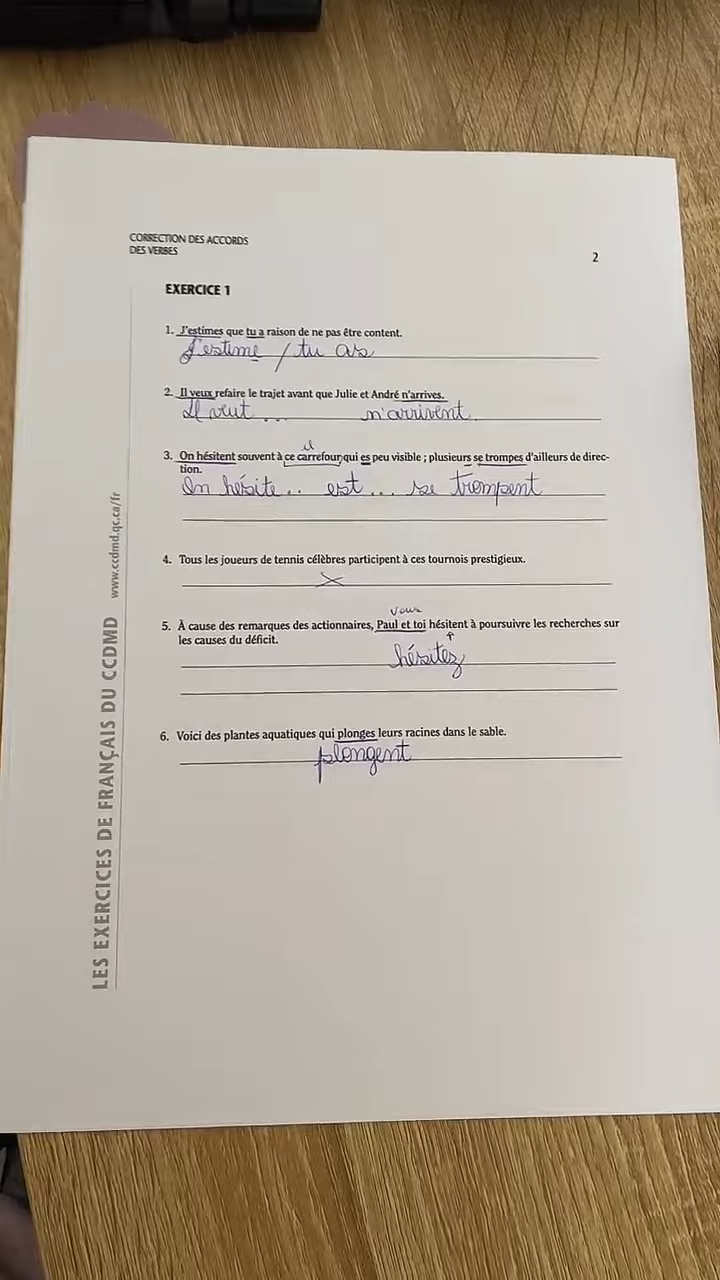 CORRECTION DES ACCORDS
DES VERBES
2
EXERCICE 1
1. J'estimes que tu a raison de ne pas être content.
J'estime / tu as
2. Il veux refaire le trajet avant que Julie et André n'arrives.
Il veut ... n'arrivent
il
3. On hésitent souvent à ce carrefour qui es peu visible ; plusieurs se trompes d'ailleurs de direc-
tion.
On hésite .. est ... se trompent
4. Tous les joueurs de tennis célèbres participent à ces tournois prestigieux.
X
vous
5. À cause des remarques des actionnaires, Paul et toi hésitent à poursuivre les recherches sur
les causes du déficit.
hésitez
6. Voici des plantes aquatiques qui plonges leurs racines dans le sable.
plongent
LES EXERCICES DE FRANÇAIS DU CCDMD www.ccdmd.qc.ca/fr